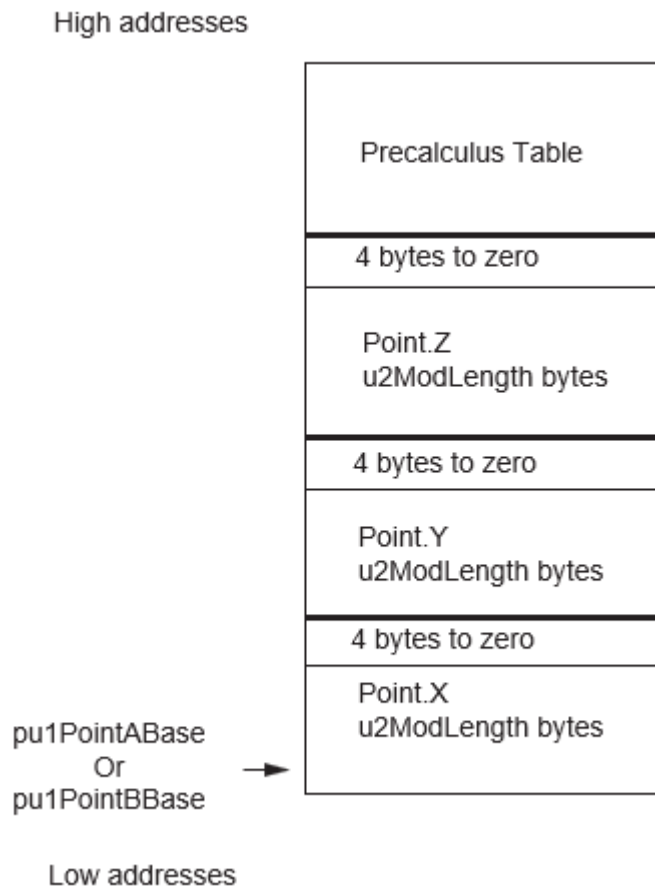 High addresses
Precalculus Table
4 bytes to zero
Point.Z
u2ModLength bytes
4 bytes to zero
Point.Y
u2ModLength bytes
4 bytes to zero
Point.X
u2ModLength bytes
pu1PointABase
Or
pu1PointBBase
Low addresses